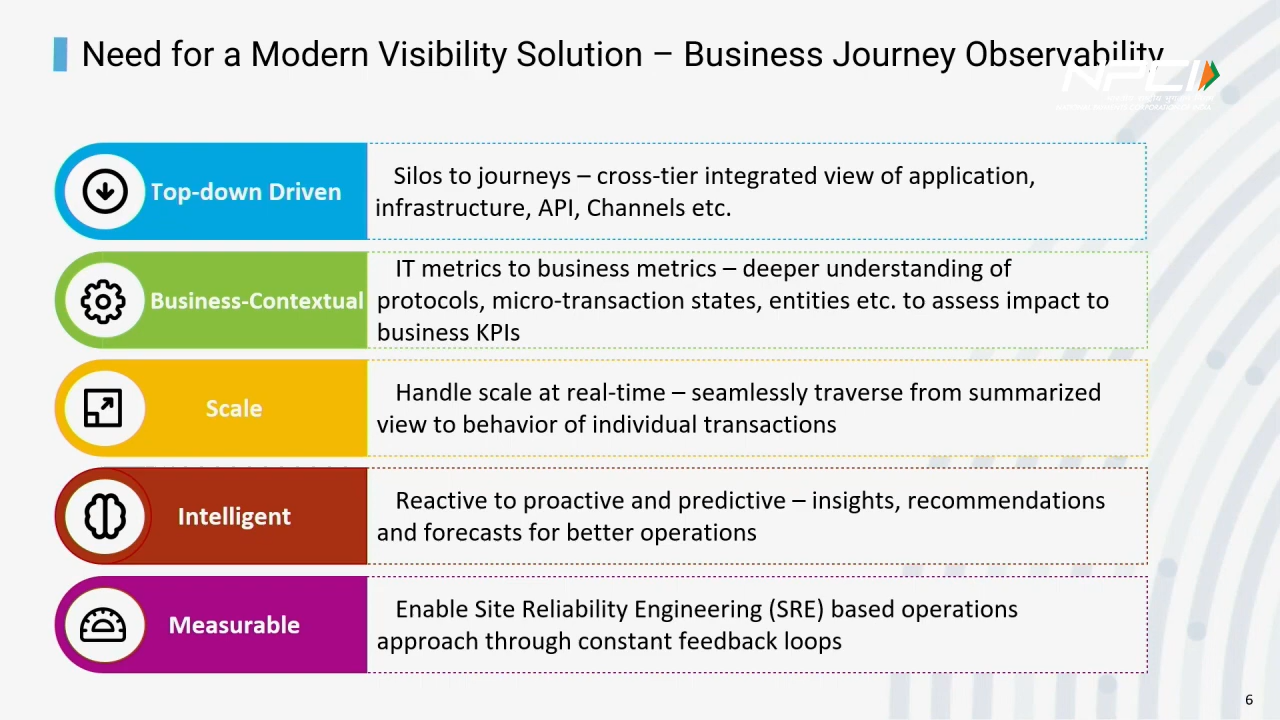 Need for a Modern Visibility Solution – Business Journey Observability
NPCI
Top-down Driven
Silos to journeys – cross-tier integrated view of application,
infrastructure, API, Channels etc.
Business-Contextual
IT metrics to business metrics – deeper understanding of
protocols, micro-transaction states, entities etc. to assess impact to
business KPIs
Scale
Handle scale at real-time – seamlessly traverse from summarized
view to behavior of individual transactions
Intelligent
Reactive to proactive and predictive – insights, recommendations
and forecasts for better operations
Measurable
Enable Site Reliability Engineering (SRE) based operations
approach through constant feedback loops
6